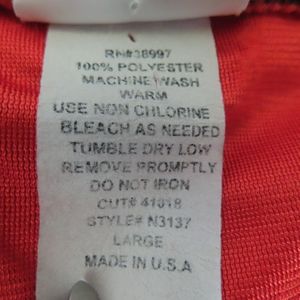 RN#38997
100% POLYESTER
MACHINE WASH
WARM
USE NON CHLORINE
BLEACH AS NEEDED
TUMBLE DRY LOW
REMOVE PROMPTLY
DO NOT IRON
CUT# 41018
STYLE# N3137
LARGE
MADE IN U.S.A